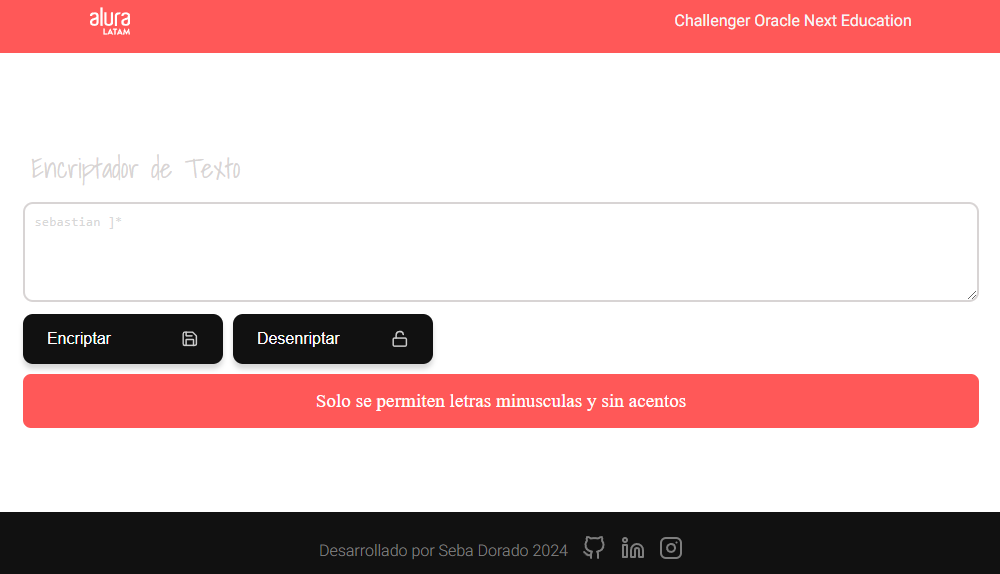 alura
LATAM
Challenger Oracle Next Education
Encriptador de Texto
sebastian ]*
Encriptar
Desenriptar
Solo se permiten letras minusculas y sin acentos
Desarrollado por Seba Dorado 2024